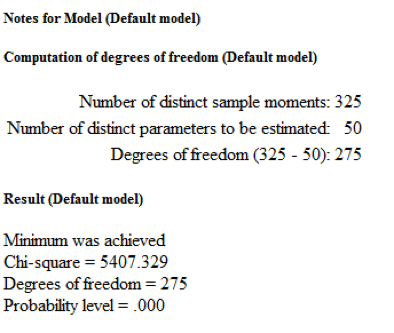 Notes for Model (Default model)
Computation of degrees of freedom (Default model)
Number of distinct sample moments: 325
Number of distinct parameters to be estimated: 50
Degrees of freedom (325 - 50): 275
Result (Default model)
Minimum was achieved
Chi-square = 5407.329
Degrees of freedom = 275
Probability level = .000